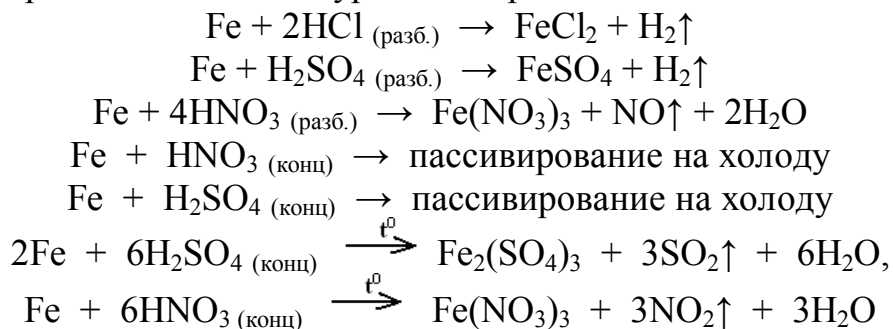 Fe + 2HCl (разб.) → FeCl₂ + H₂↑
Fe + H₂SO₄ (разб.) → FeSO₄ + H₂↑
Fe + 4HNO₃ (разб.) → Fe(NO₃)₃ + NO↑ + 2H₂O
Fe + HNO₃ (конц) → пассивирование на холоду
Fe + H₂SO₄ (конц) → пассивирование на холоду
2Fe + 6H₂SO₄ (конц) t⁰→ Fe₂(SO₄)₃ + 3SO₂↑ + 6H₂O,
Fe + 6HNO₃ (конц) t⁰→ Fe(NO₃)₃ + 3NO₂↑ + 3H₂O